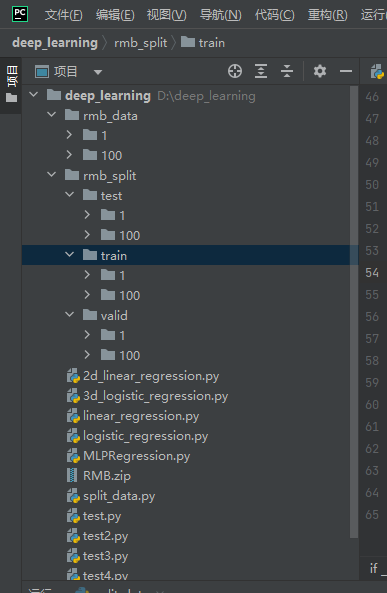 PC 文件(F) 编辑(E) 视图(V) 导航(N) 代码(C) 重构(R) 运行
deep_learning rmb_split train
项目
项目
deep_learning D:\deep_learning
rmb_data
1
100
rmb_split
test
1
100
train
1
100
valid
1
100
2d_linear_regression.py
3d_logistic_regression.py
linear_regression.py
logistic_regression.py
MLPRegression.py
RMB.zip
split_data.py
test.py
test2.py
test3.py
test4.py
46
47
48
49
50
51
52
53
54
55
56
57
58
59
60
61
62
63
64
65
if_